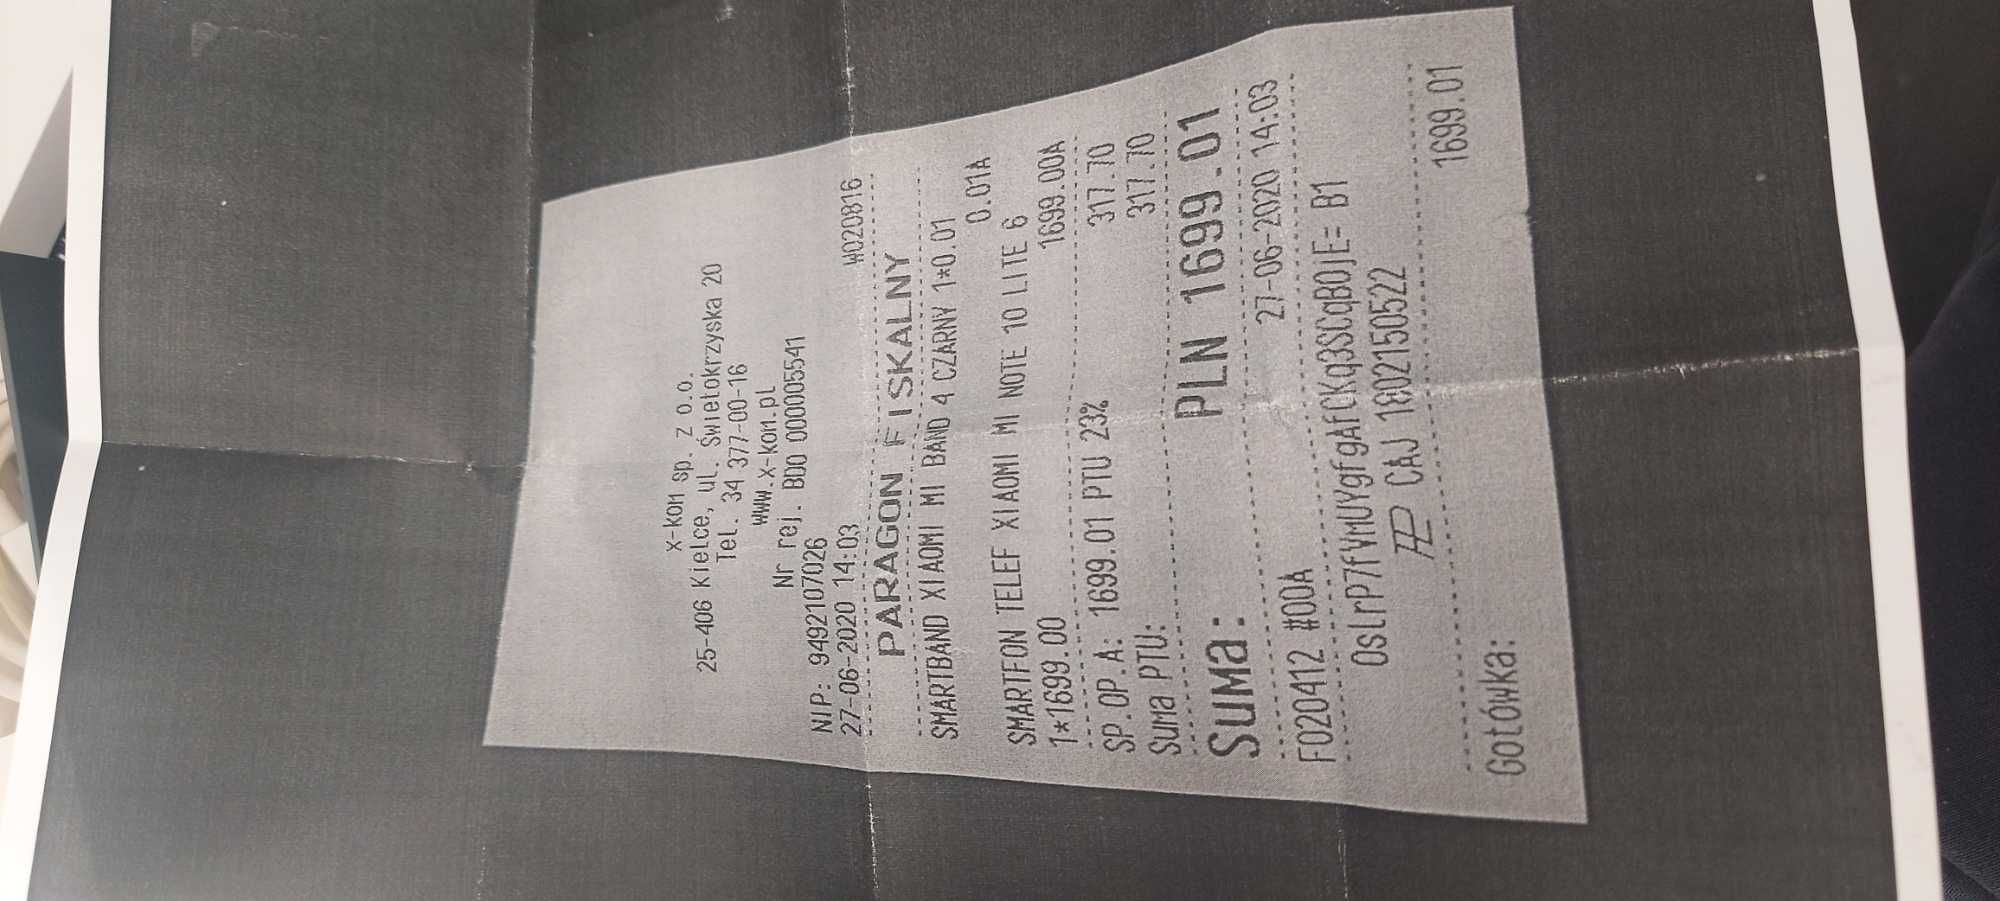 x-kom sp. z o.o.
25-406 Kielce, ul. Świetokrzyska 20
Tel. 34 377-00-16
www.x-kom.pl
Nr rej. BDO 000005541
NIP: 9492107026
27-06-2020 14:03 W020816
PARAGON FISKALNY
SMARTBAND XIAOMI MI BAND 4 CZARNY 1*0.01
0.01A
SMARTFON TELEF XIAOMI MI NOTE 10 LITE 6
1*1699.00 1699.00A
SP.OP.A: 1699.01 PTU 23% 317.70
Suma PTU: 317.70
Suma: PLN 1699.01
F020412 #00A 27-06-2020 14:03
OslrP7fVmUYgfgAfCKq3SCqBOjE= B1
CAJ 1802150522
Gotówka: 1699.01